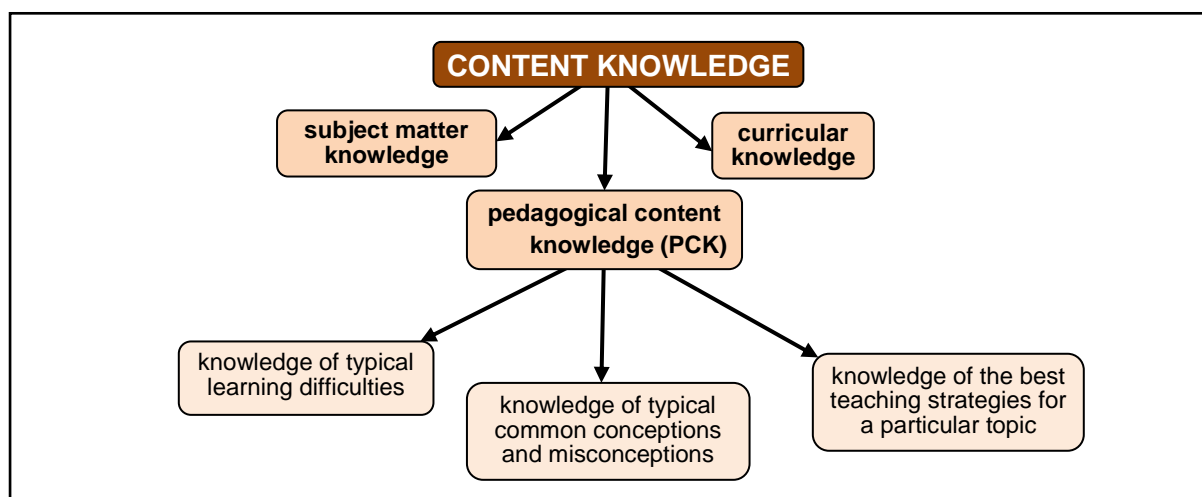 CONTENT KNOWLEDGE
subject matter
knowledge
curricular
knowledge
pedagogical content
knowledge (PCK)
knowledge of typical
learning difficulties
knowledge of typical
common conceptions
and misconceptions
knowledge of the best
teaching strategies for
a particular topic